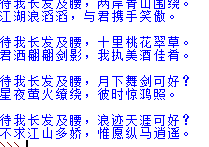 待我长发及腰，两岸青山围绕。
江湖浪滔滔，与君携手笑傲。
待我长发及腰，十里桃花翠草。
君洒翩翩剑影，我执美酒佳肴。
待我长发及腰，月下舞剑可好？
星夜萤火缭绕，彼时惊鸿照。
待我长发及腰，浪迹天涯可好？
不求江山多娇，惟愿纵马逍遥。